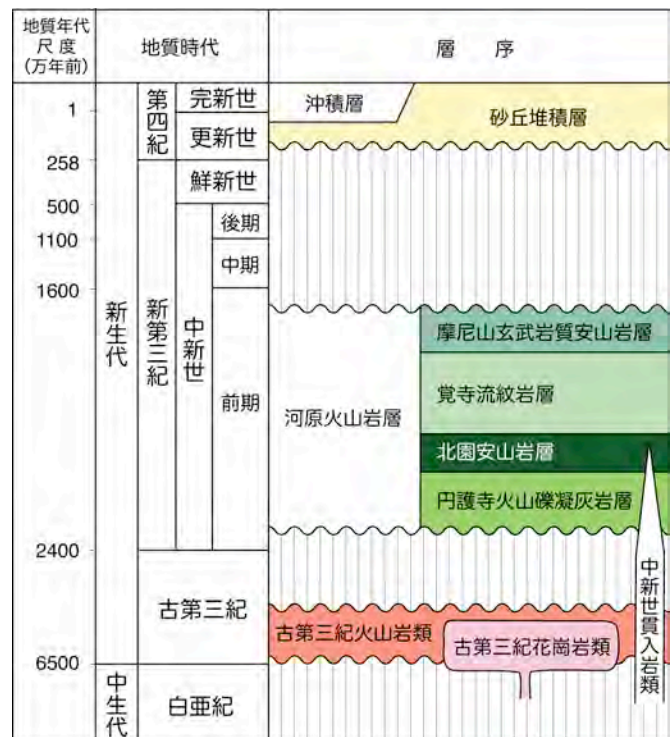 地質年代
尺度
(万年前)
地質時代
層 序
1
258
500
1100
1600
2400
6500
新生代
中生代
第四紀
完新世
更新世
新第三紀
鮮新世
中新世
後期
中期
前期
古第三紀
白亜紀
沖積層
砂丘堆積層
河原火山岩層
摩尼山玄武岩質安山岩層
覚寺流紋岩層
北園安山岩層
円護寺火山礫凝灰岩層
中新世貫入岩類
古第三紀火山岩類
古第三紀花崗岩類